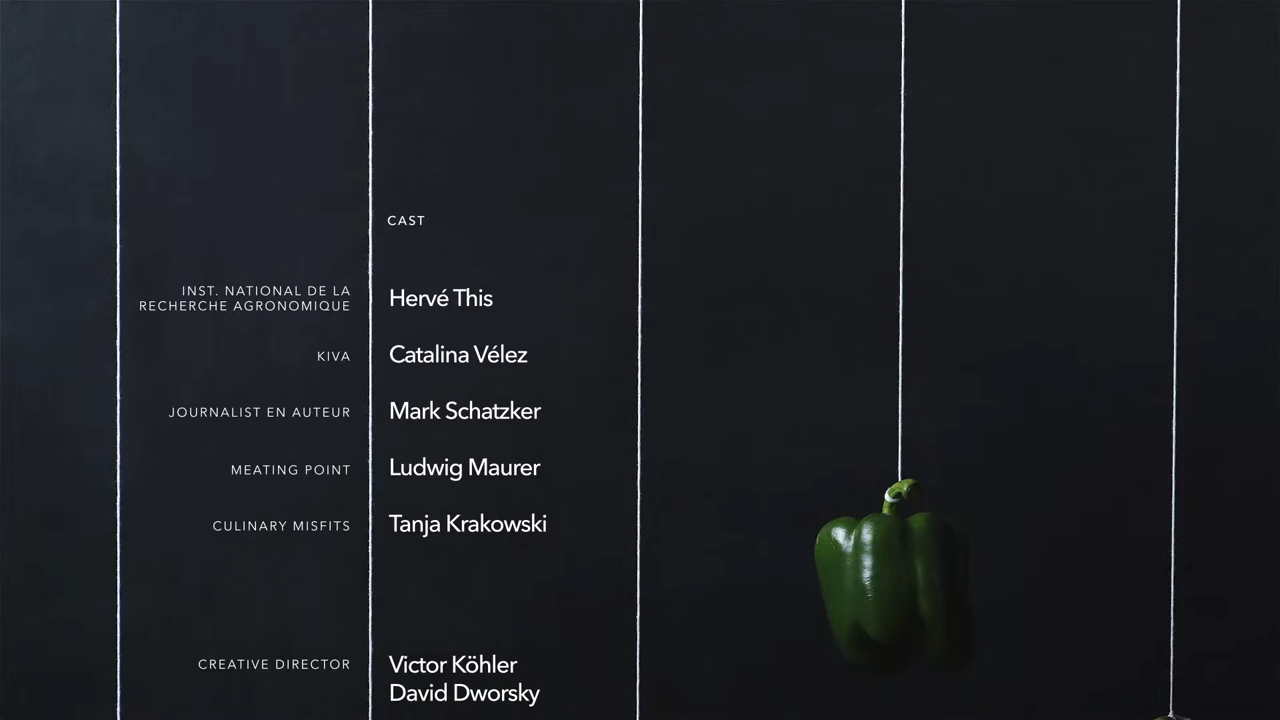 CAST
INST. NATIONAL DE LA
RECHERCHE AGRONOMIQUE
Hervé This
KIVA
Catalina Vélez
JOURNALIST EN AUTEUR
Mark Schatzker
MEATING POINT
Ludwig Maurer
CULINARY MISFITS
Tanja Krakowski
CREATIVE DIRECTOR
Victor Köhler
David Dworsky